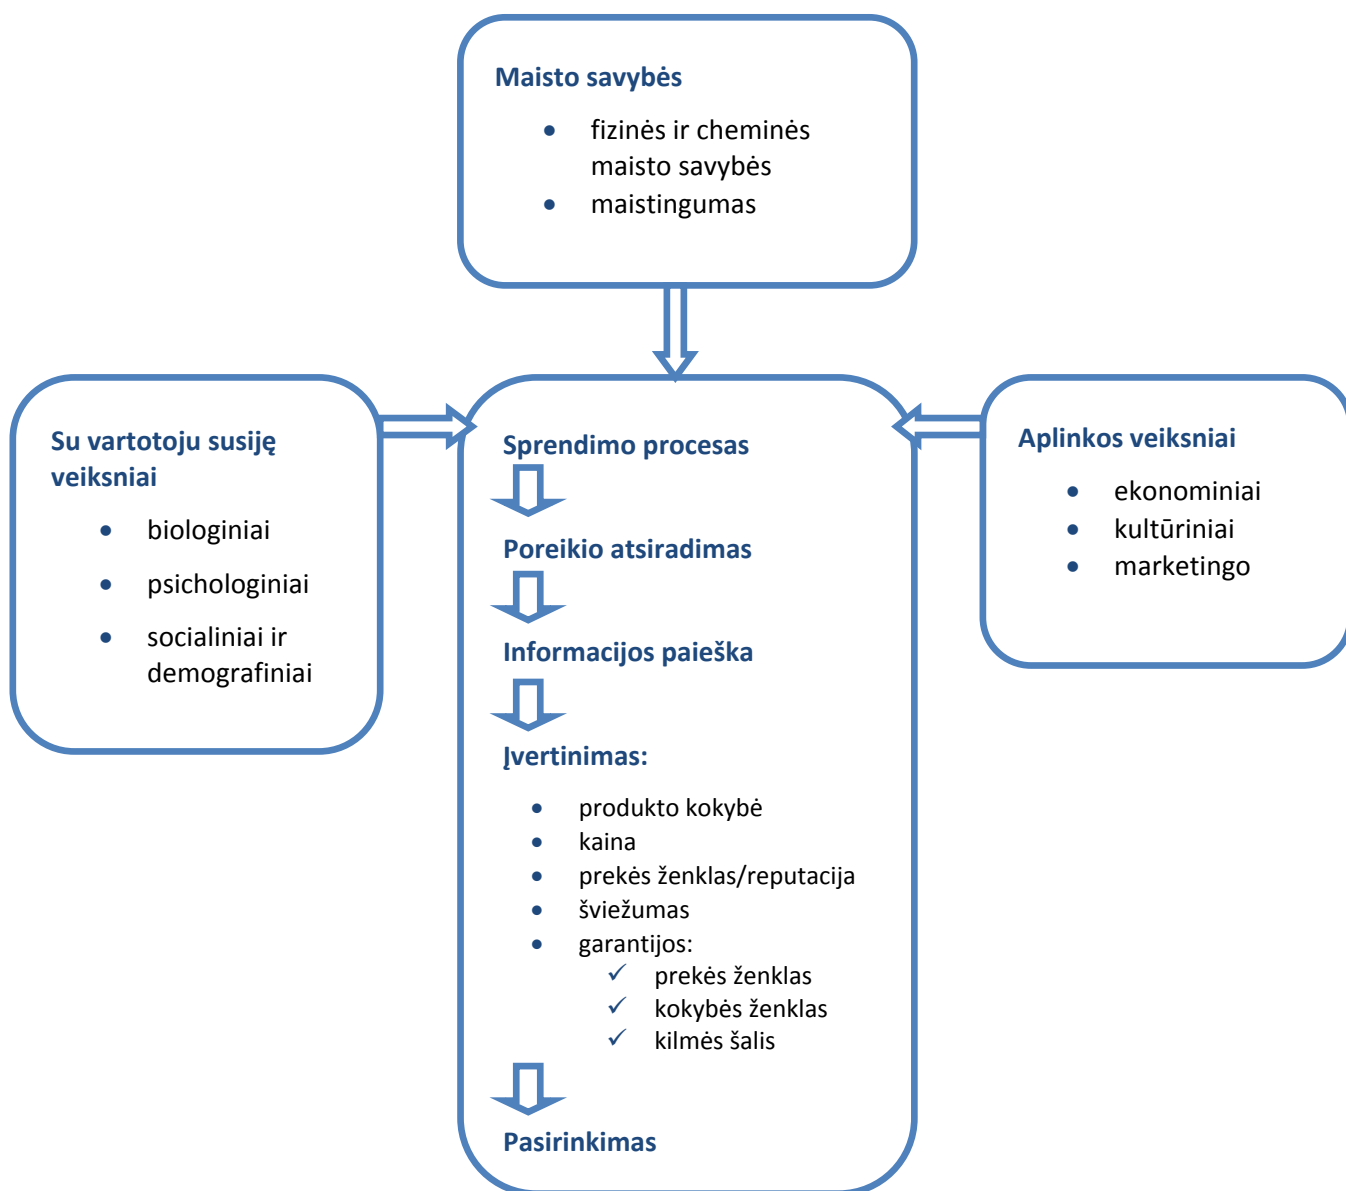 Maisto savybės
• fizinės ir cheminės
maisto savybės
• maistingumas
Su vartotoju susiję
veiksniai
• biologiniai
• psichologiniai
• socialiniai ir
demografiniai
Sprendimo procesas
Poreikio atsiradimas
Informacijos paieška
Įvertinimas:
• produkto kokybė
• kaina
• prekės ženklas/reputacija
• šviežumas
• garantijos:
✓ prekės ženklas
✓ kokybės ženklas
✓ kilmės šalis
Pasirinkimas
Aplinkos veiksniai
• ekonominiai
• kultūriniai
• marketingo